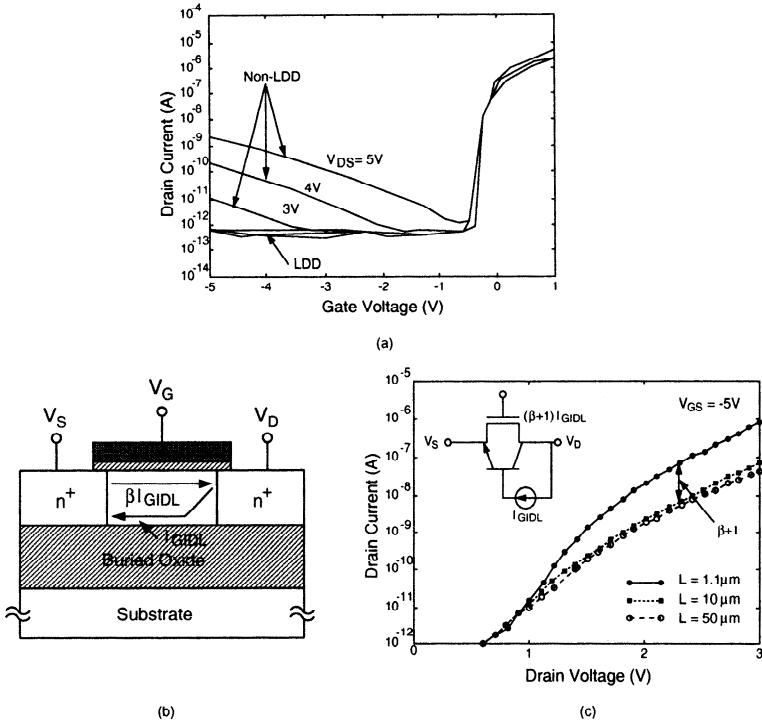 10^-4
10^-5
10^-6
10^-7
10^-8
10^-9
10^-10
10^-11
10^-12
10^-13
10^-14
Drain Current (A)
Non-LDD
V_DS = 5V
4V
3V
LDD
-5 -4 -3 -2 -1 0 1
Gate Voltage (V)
(a)
V_G
V_S
V_D
n+
βI_GIDL
n+
I_GIDL
Buried Oxide
Substrate
(b)
10^-5
10^-6
10^-7
10^-8
10^-9
10^-10
10^-11
10^-12
Drain Current (A)
(β+1) I_GIDL
V_GS = -5V
V_S
V_D
I_GIDL
β+1
L = 1.1μm
L = 10 μm
L = 50 μm
0 1 2 3
Drain Voltage (V)
(c)